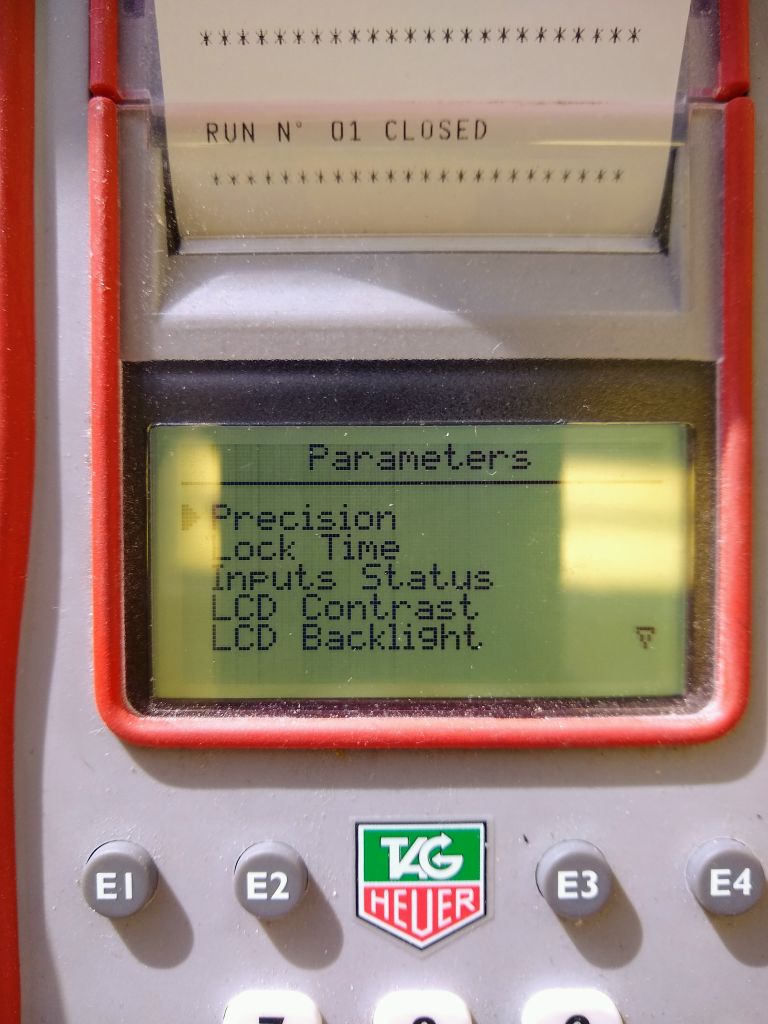 ***********************
RUN N° 01 CLOSED
***********************
Parameters
Precision
Lock Time
Inputs Status
LCD Contrast
LCD Backlight
E1 E2 TAG HEUER E3 E4